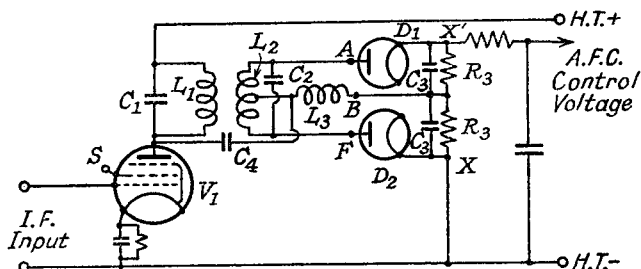 H.T.+
D1 X'
A
L2
L1 C2 C3 R3
A.F.C.
Control
Voltage
C1
L3 B
C4 C3 R3
S F X
V1 D2
I.F.
Input
H.T.-